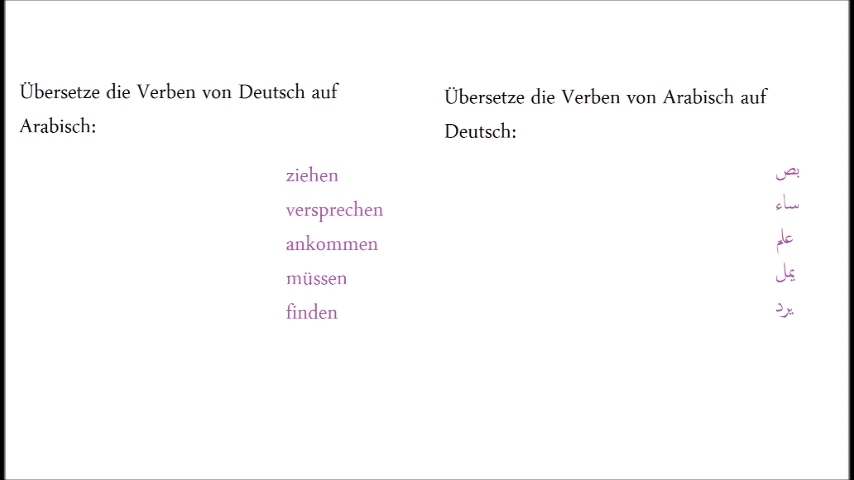 Übersetze die Verben von Deutsch auf
Arabisch:
ziehen
versprechen
ankommen
müssen
finden
Übersetze die Verben von Arabisch auf
Deutsch:
بص
ساء
علم
يمل
يرد